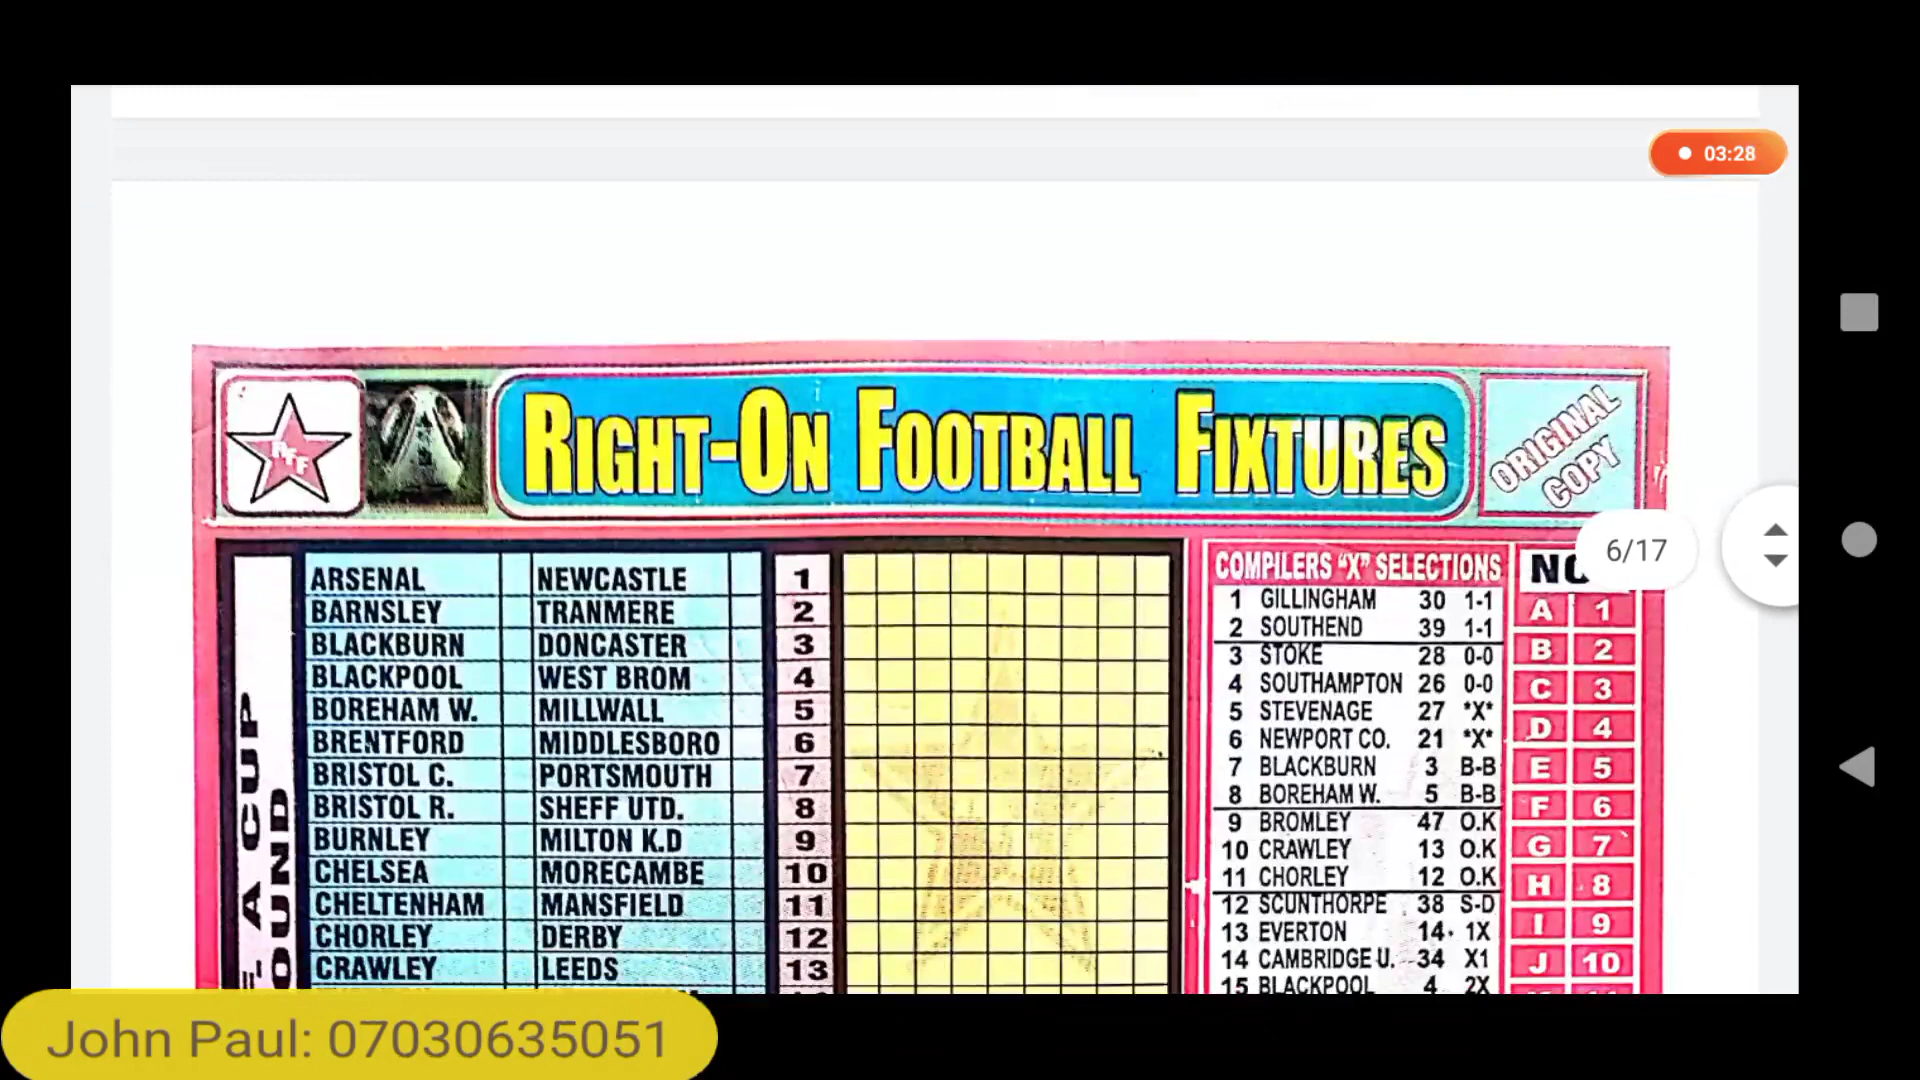 03:28
RFF
RIGHT-ON FOOTBALL FIXTURES
ORIGINAL COPY
6/17
ARSENAL NEWCASTLE 1
BARNSLEY TRANMERE 2
BLACKBURN DONCASTER 3
BLACKPOOL WEST BROM 4
BOREHAM W. MILLWALL 5
BRENTFORD MIDDLESBORO 6
BRISTOL C. PORTSMOUTH 7
BRISTOL R. SHEFF UTD. 8
BURNLEY MILTON K.D 9
CHELSEA MORECAMBE 10
CHELTENHAM MANSFIELD 11
CHORLEY DERBY 12
CRAWLEY LEEDS 13
A CUP
COMPILERS "X" SELECTIONS
1 GILLINGHAM 30 1-1
2 SOUTHEND 39 1-1
3 STOKE 28 0-0
4 SOUTHAMPTON 26 0-0
5 STEVENAGE 27 *X*
6 NEWPORT CO. 21 *X*
7 BLACKBURN 3 B-B
8 BOREHAM W. 5 B-B
9 BROMLEY 47 O.K
10 CRAWLEY 13 O.K
11 CHORLEY 12 O.K
12 SCUNTHORPE 38 S-D
13 EVERTON 14 1X
14 CAMBRIDGE U. 34 X1
15 BLACKPOOL 4 2X
A 1
B 2
C 3
D 4
E 5
F 6
G 7
H 8
I 9
J 10
John Paul: 07030635051